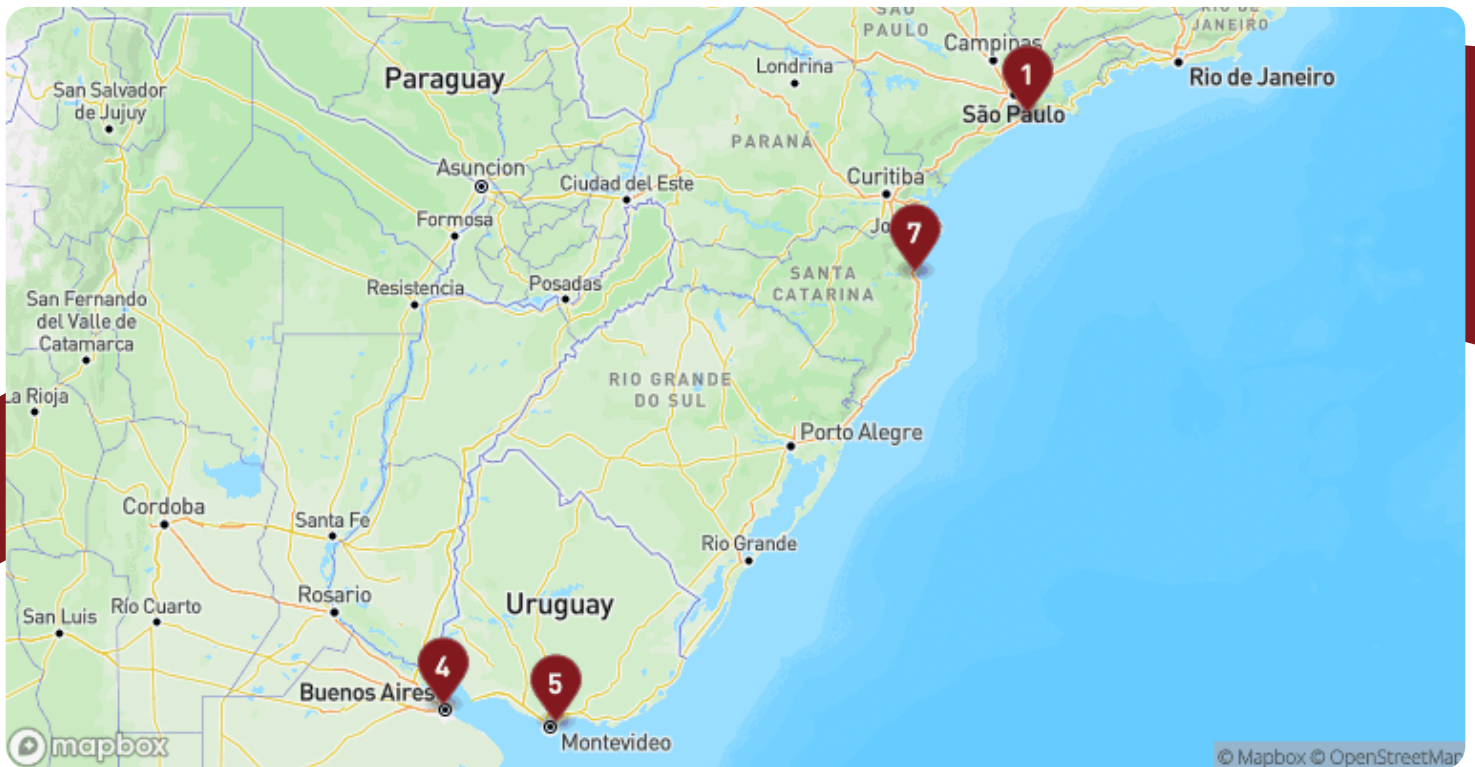 SÃO
PAULO
RIO DE
JANEIRO
Campinas
1
Londrina
Rio de Janeiro
Paraguay
San Salvador
de Jujuy
São Paulo
PARANÁ
Asuncion
Ciudad del Este
Curitiba
Formosa
Jo
7
SANTA
CATARINA
Resistencia
Posadas
San Fernando
del Valle de
Catamarca
La Rioja
RIO GRANDE
DO SUL
Porto Alegre
Cordoba
Santa Fe
Rio Grande
Rosario
Uruguay
San Luis
Río Cuarto
4
5
Buenos Aires
Montevideo
mapbox
© Mapbox © OpenStreetMap